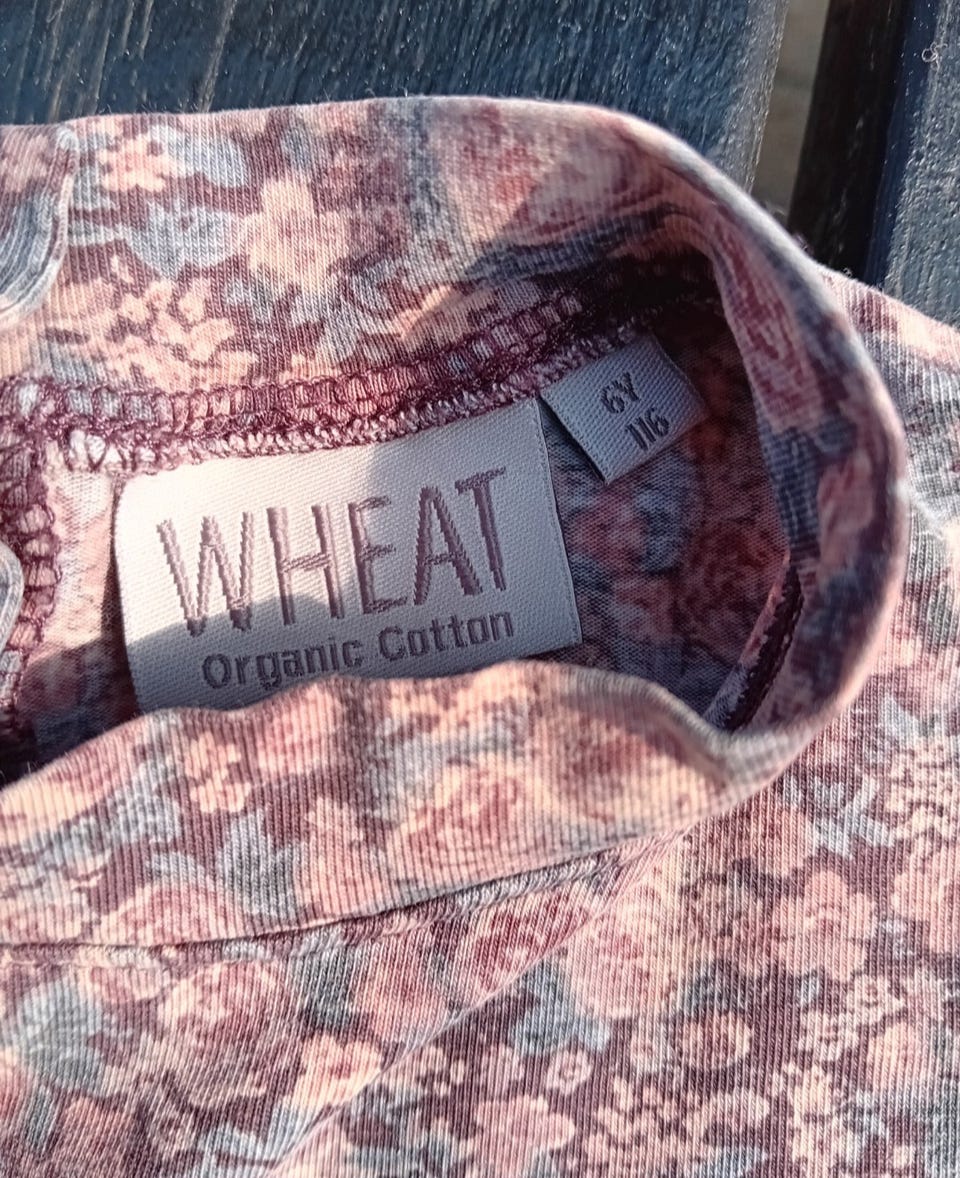 WHEAT
Organic Cotton
6Y
116